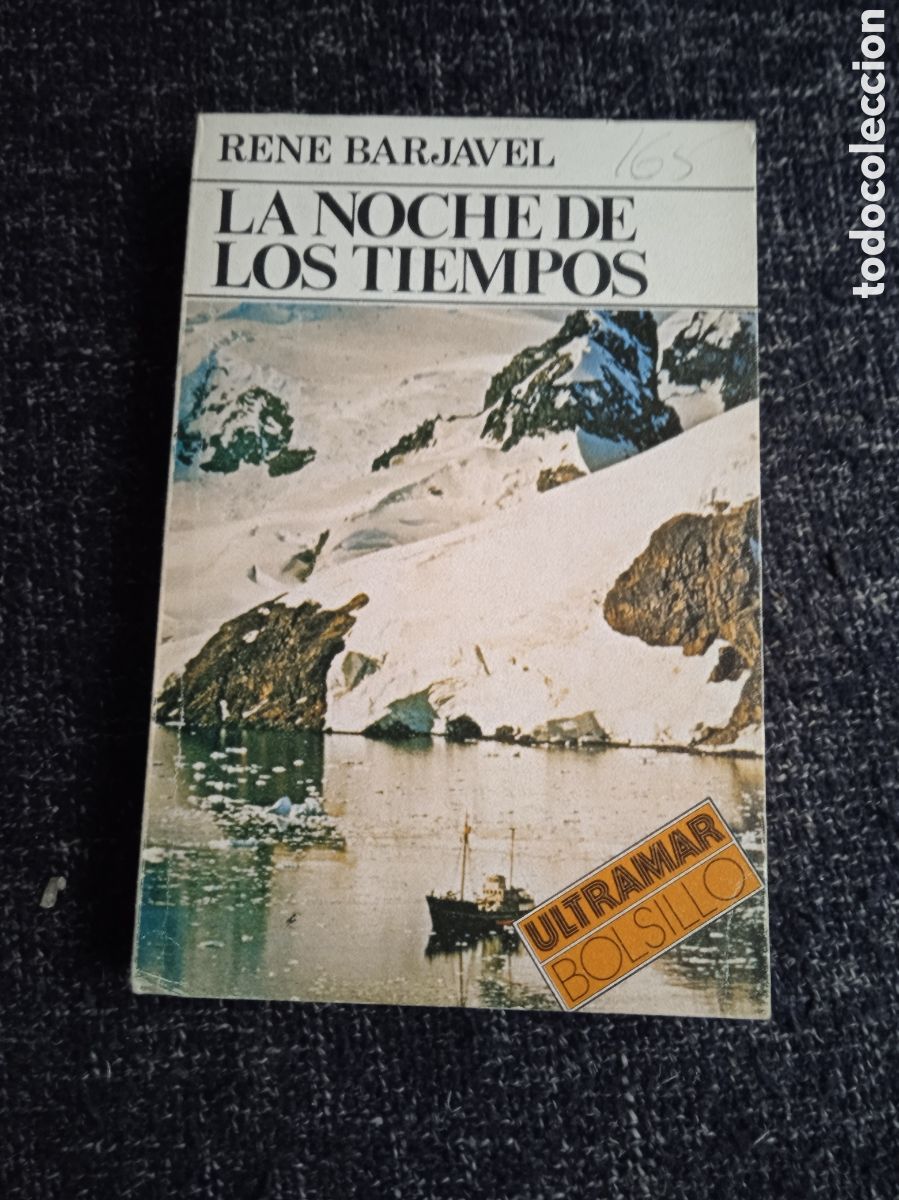 RENE BARJAVEL
165
LA NOCHE DE
LOS TIEMPOS
ULTRAMAR
BOLSILLO
todocoleccion